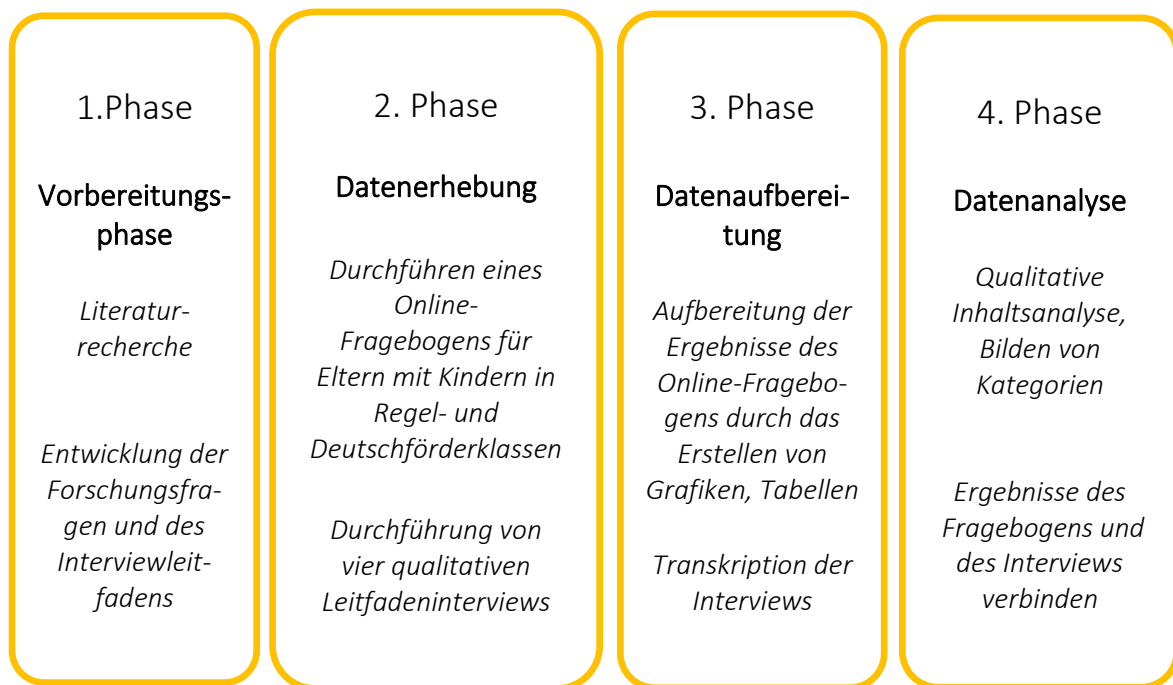 1.Phase
Vorbereitungs-
phase
Literatur-
recherche
Entwicklung der
Forschungsfra-
gen und des
Interviewleit-
fadens
2. Phase
Datenerhebung
Durchführen eines
Online-
Fragebogens für
Eltern mit Kindern in
Regel- und
Deutschförderklassen
Durchführung von
vier qualitativen
Leitfadeninterviews
3. Phase
Datenaufberei-
tung
Aufbereitung der
Ergebnisse des
Online-Fragebo-
gens durch das
Erstellen von
Grafiken, Tabellen
Transkription der
Interviews
4. Phase
Datenanalyse
Qualitative
Inhaltsanalyse,
Bilden von
Kategorien
Ergebnisse des
Fragebogens und
des Interviews
verbinden